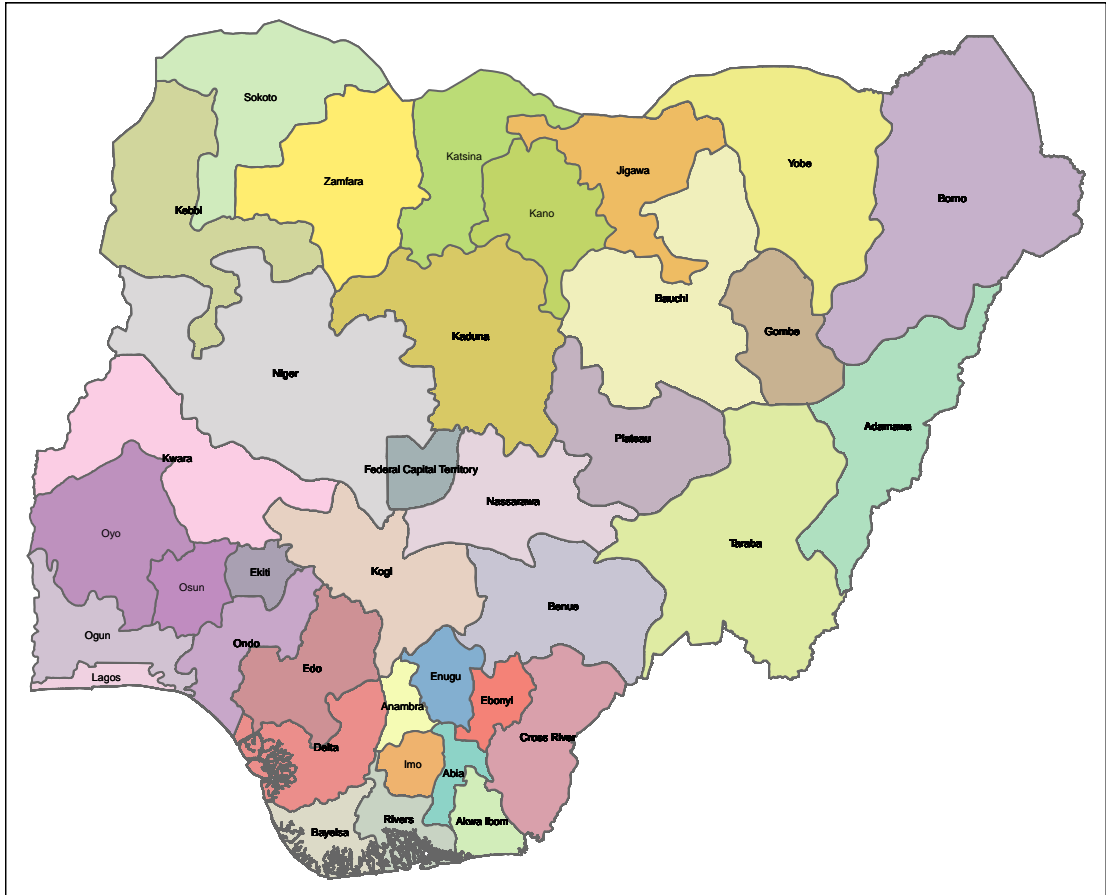 Sokoto
Katsina
Zamfara
Kebbi
Kano
Jigawa
Yobe
Borno
Bauchi
Gombe
Kaduna
Niger
Adamawa
Plateau
Kwara
Federal Capital Territory
Nassarawa
Oyo
Taraba
Kogi
Ekiti
Osun
Benue
Ogun
Ondo
Edo
Lagos
Enugu
Ebonyi
Anambra
Cross River
Delta
Imo
Abia
Rivers
Akwa Ibom
Bayelsa